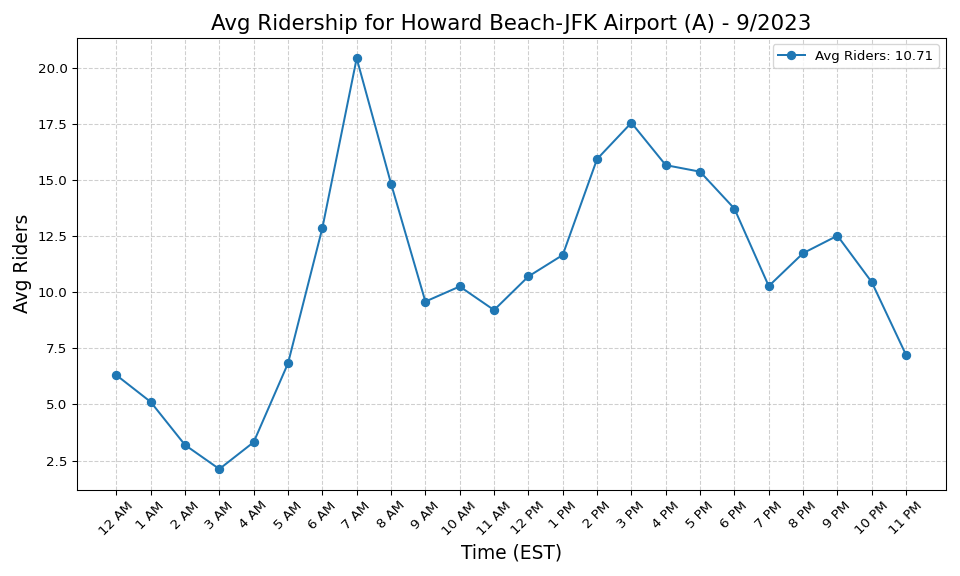 Avg Ridership for Howard Beach-JFK Airport (A) - 9/2023
Avg Riders: 10.71
Avg Riders
20.0
17.5
15.0
12.5
10.0
7.5
5.0
2.5
12 AM
1 AM
2 AM
3 AM
4 AM
5 AM
6 AM
7 AM
8 AM
9 AM
10 AM
11 AM
12 PM
1 PM
2 PM
3 PM
4 PM
5 PM
6 PM
7 PM
8 PM
9 PM
10 PM
11 PM
Time (EST)